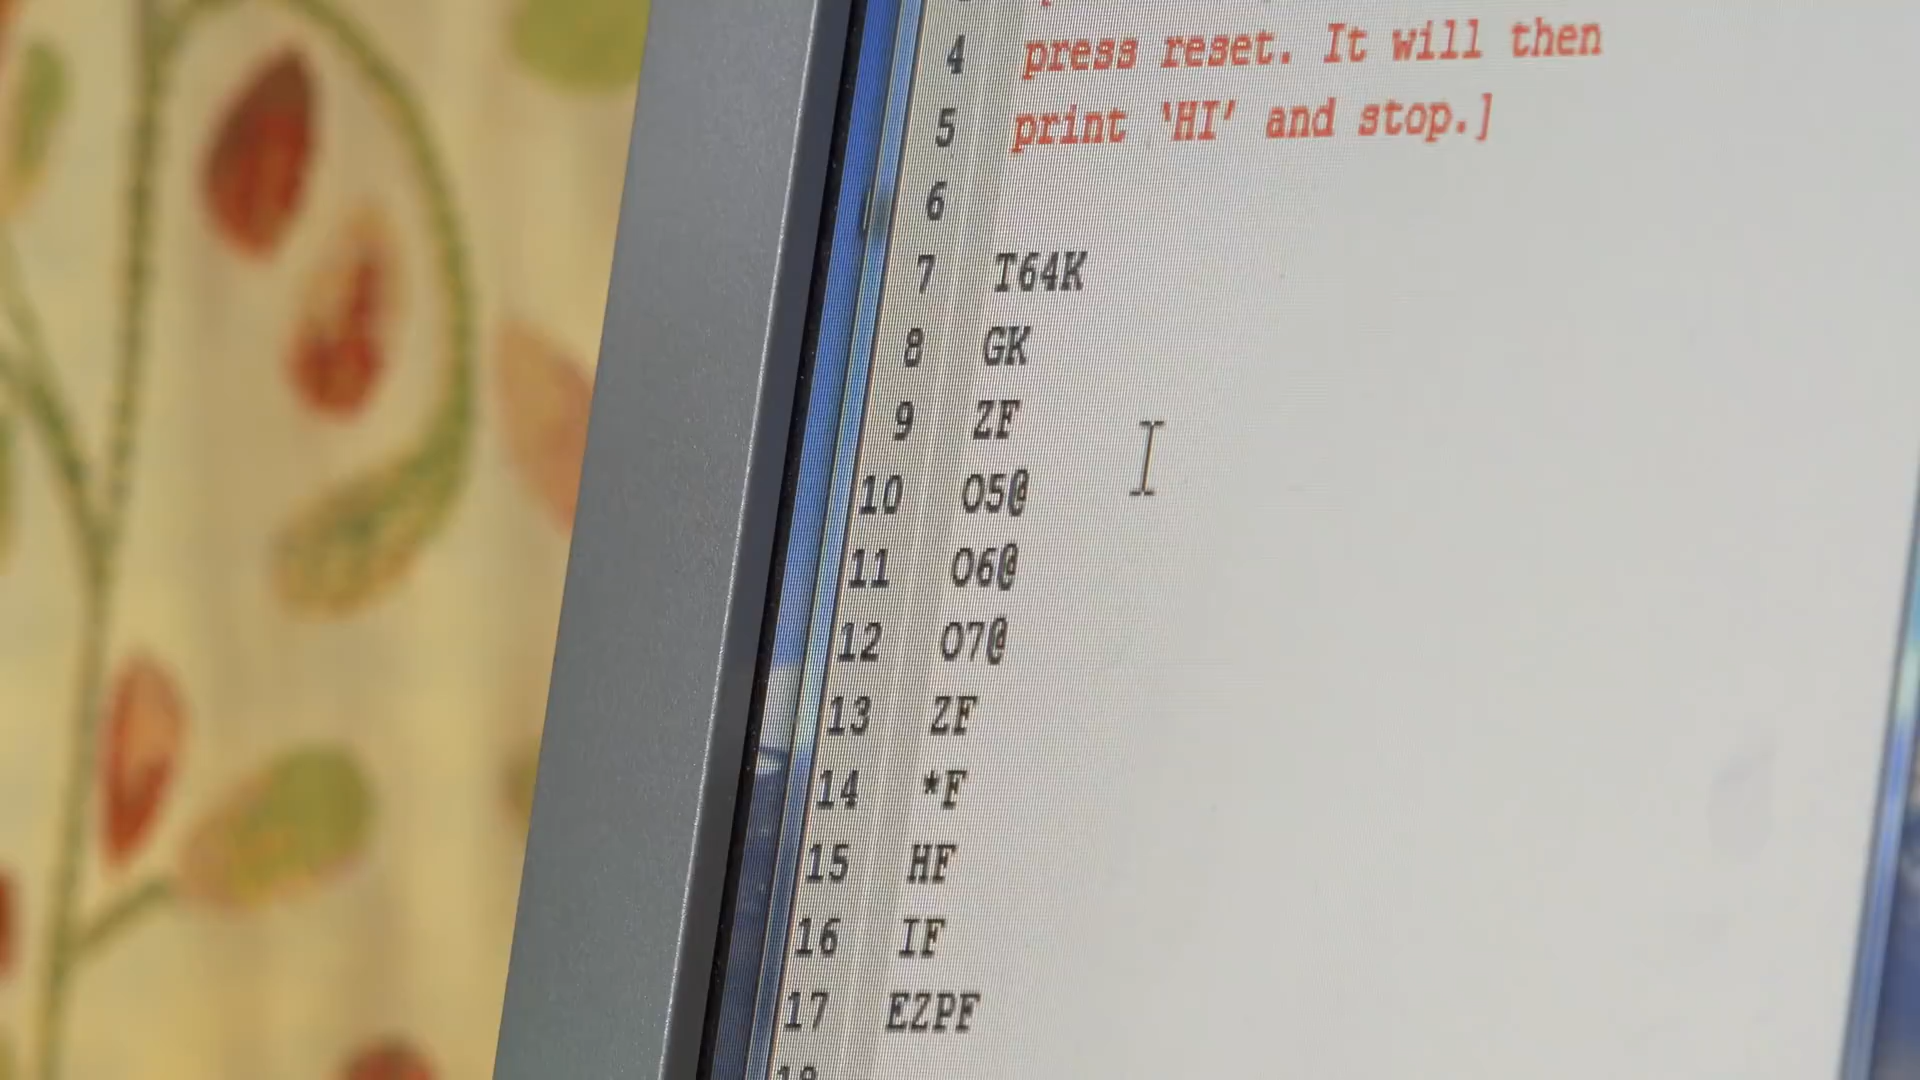 4 press reset. It will then
5 print 'HI' and stop.]
6
7 T64K
8 GK
9 ZF
10 O5@
11 O6@
12 O7@
13 ZF
14 *F
15 HF
16 IF
17 EZPF
18